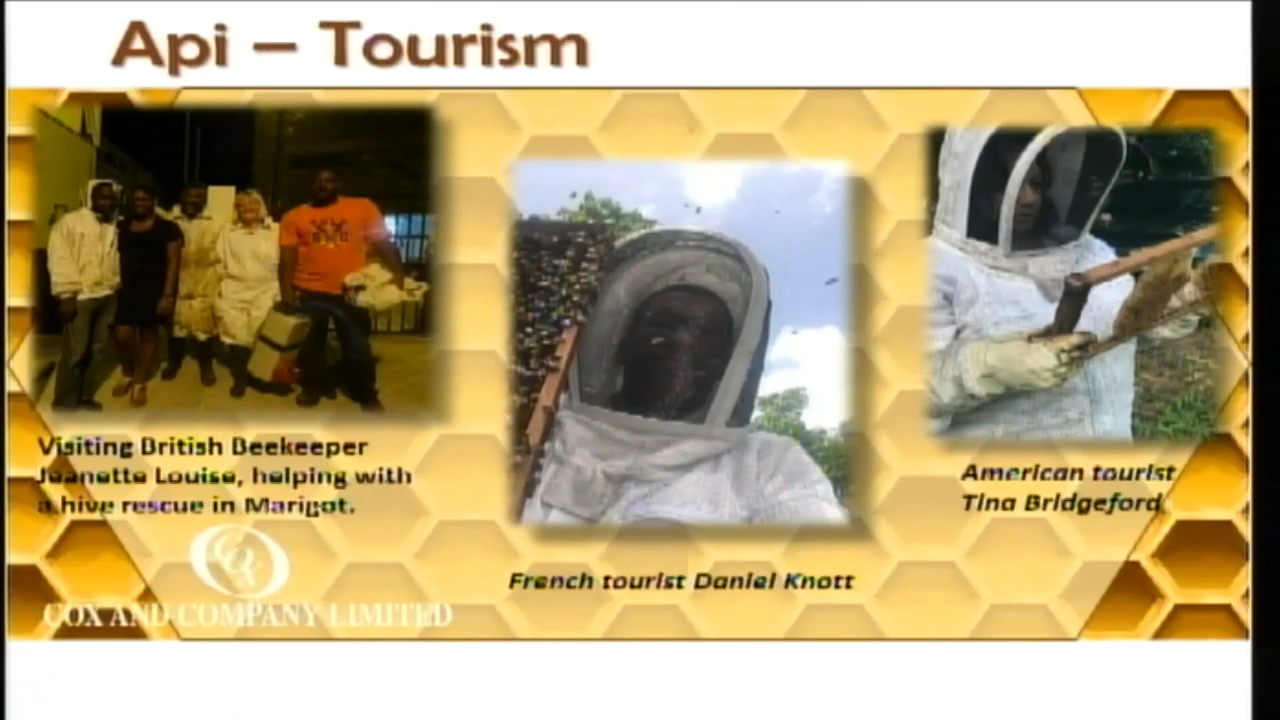 Api – Tourism
Visiting British Beekeeper
Jeanette Louise, helping with
a hive rescue in Marigot.
French tourist Daniel Knott
American tourist
Tina Bridgeford
COX
COX AND COMPANY LIMITED